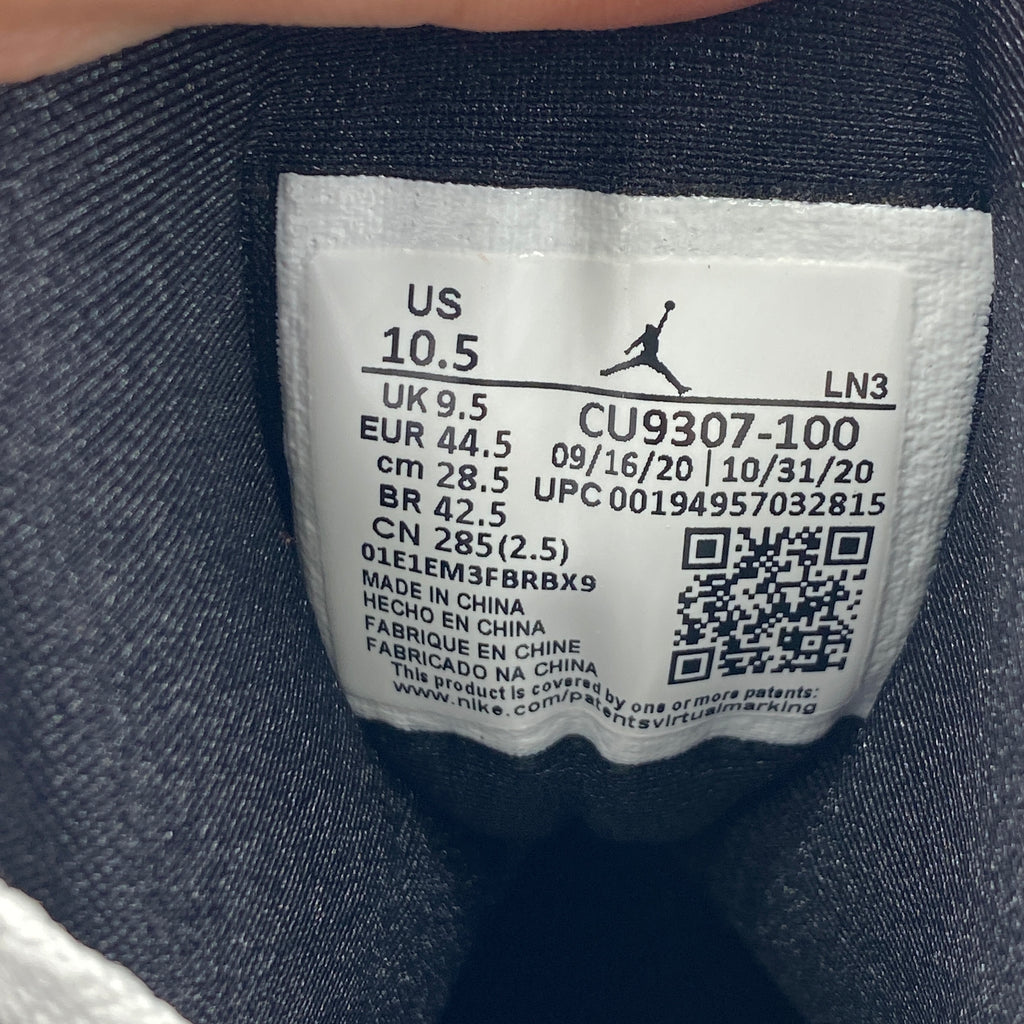 US
10.5
LN3
UK 9.5
EUR 44.5
cm 28.5
BR 42.5
CN 285(2.5)
CU9307-100
09/16/20 | 10/31/20
UPC 00194957032815
01E1EM3FBRBX9
MADE IN CHINA
HECHO EN CHINA
FABRIQUE EN CHINE
FABRICADO NA CHINA
This product is covered by one or more patents:
www.nike.com/patentsvirtualmarking